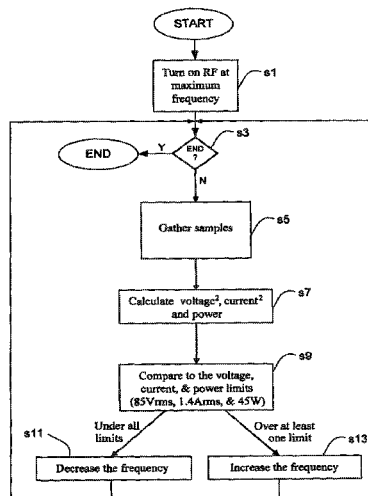 START
Turn on RF at
maximum
frequency
s1
s3
END
?
Y
END
N
Gather samples
s5
Calculate voltage², current²
and power
s7
s9
Compare to the voltage,
current, & power limits
(85Vrms, 1.4Arms, & 45W)
Under all
limits
Over at least
one limit
s11
s13
Decrease the frequency
Increase the frequency